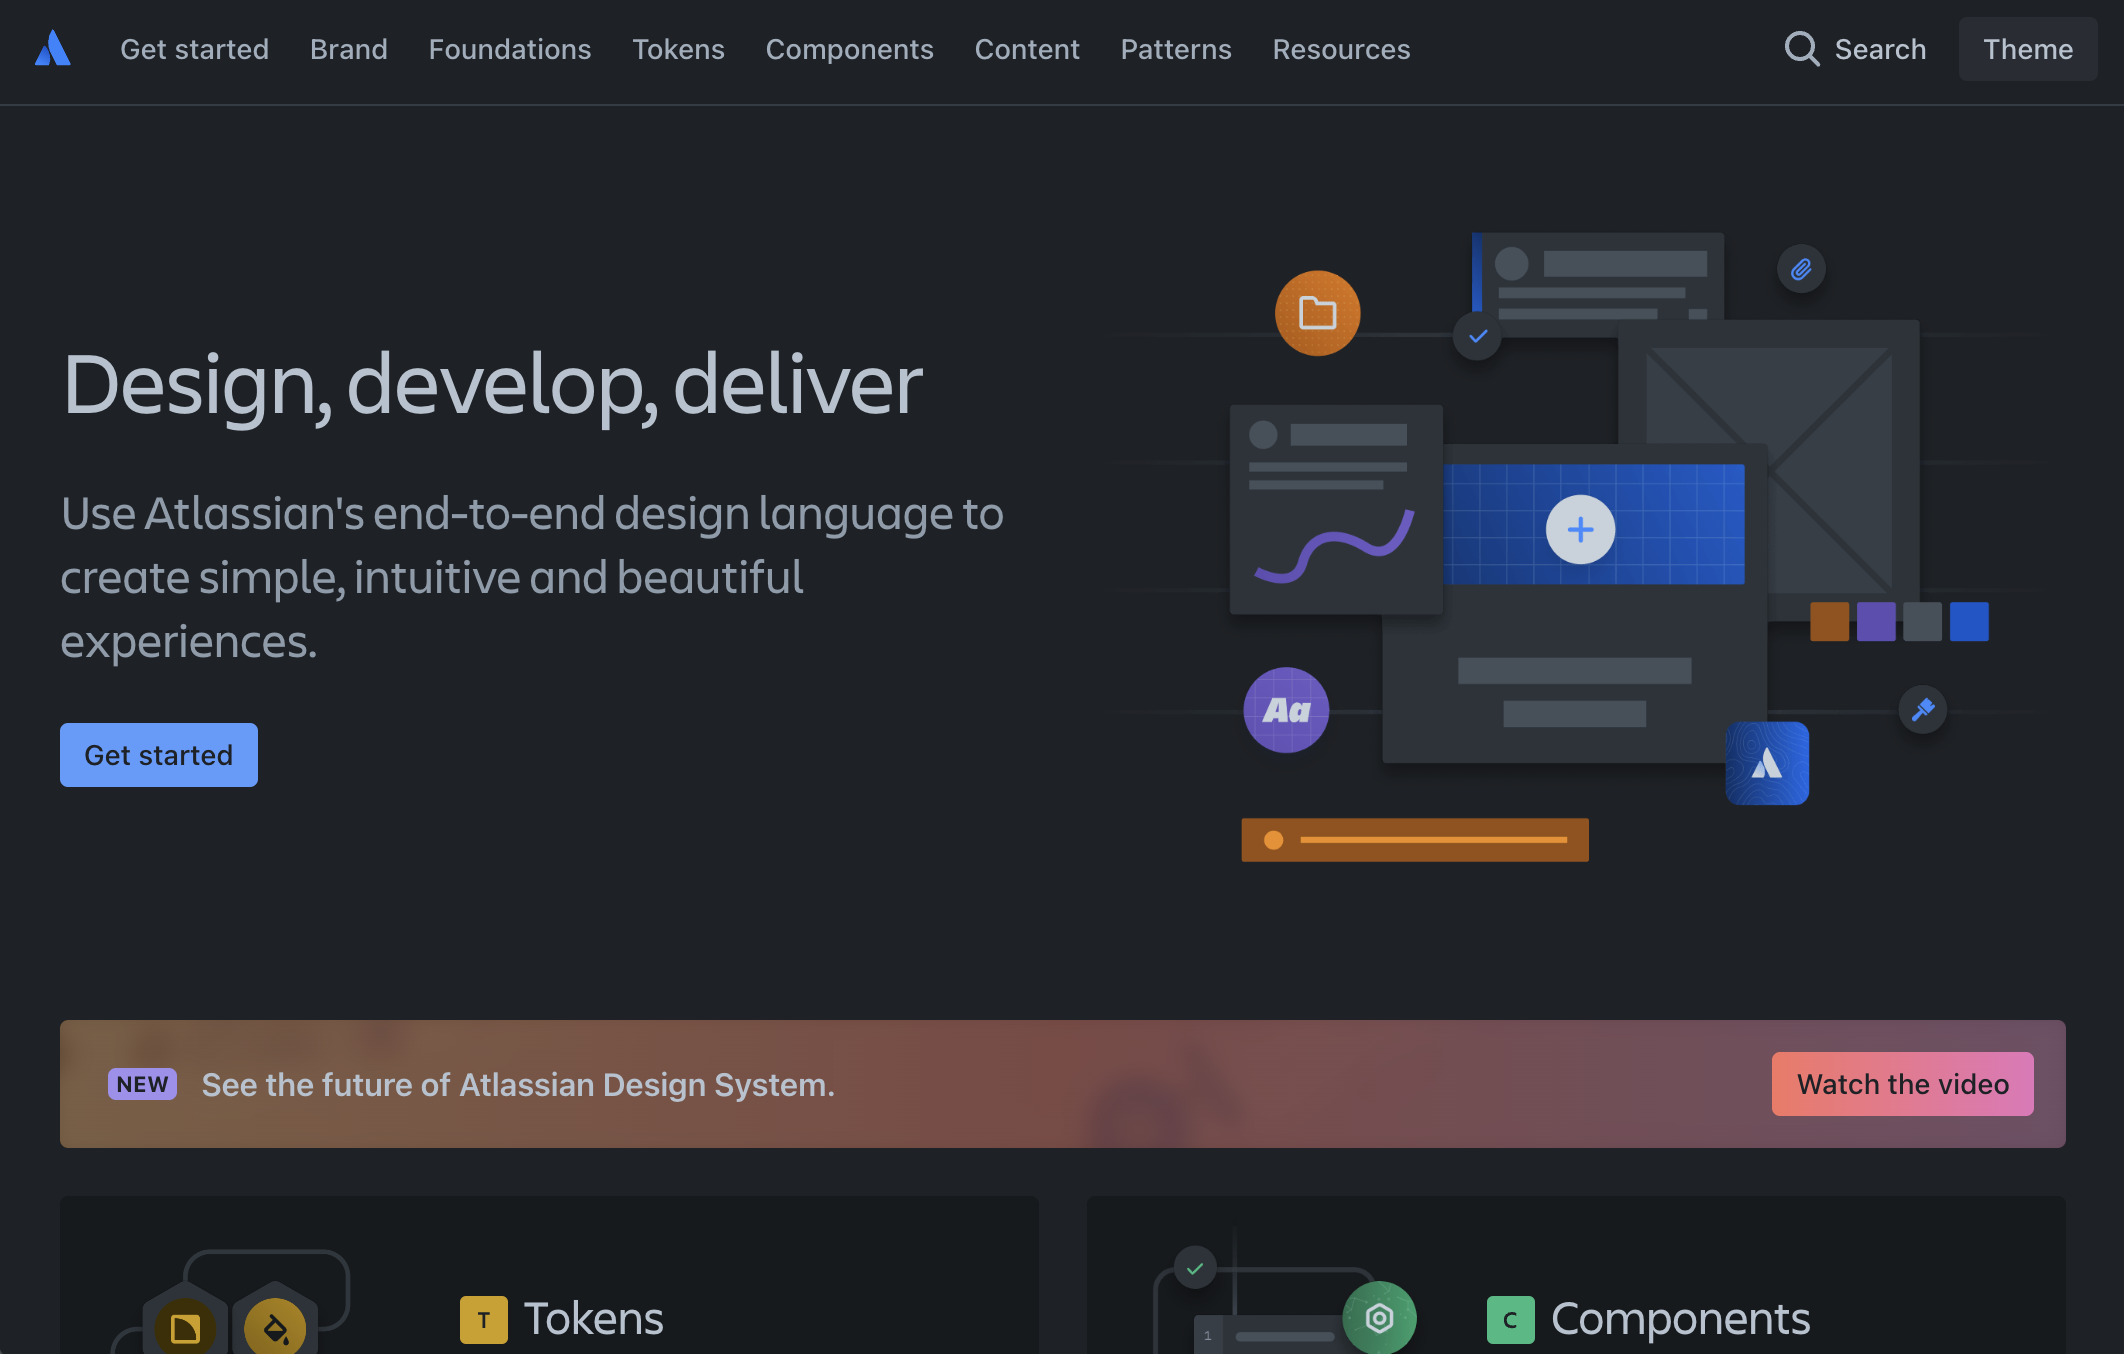 Get started Brand Foundations Tokens Components Content Patterns Resources Search Theme
Design, develop, deliver
Use Atlassian's end-to-end design language to
create simple, intuitive and beautiful
experiences.
Get started
Aa
NEW See the future of Atlassian Design System. Watch the video
T Tokens
1
C Components